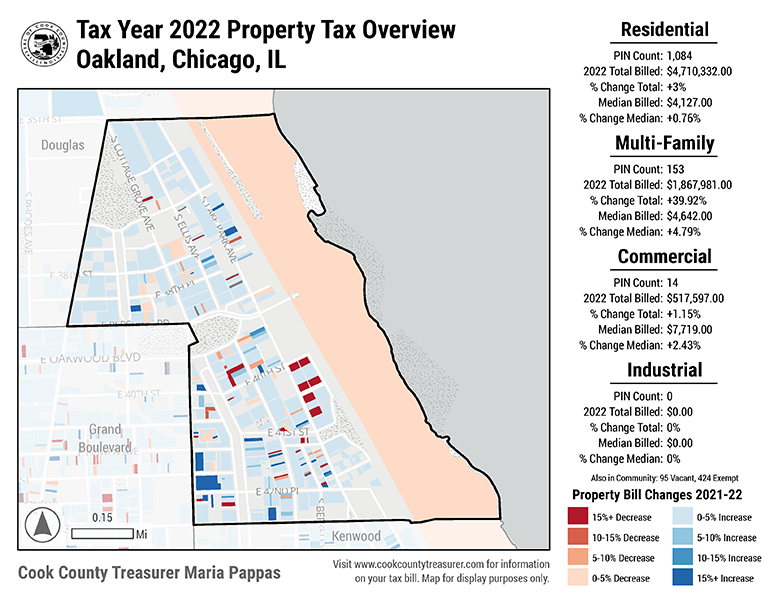 Tax Year 2022 Property Tax Overview
Oakland, Chicago, IL
Residential
PIN Count: 1,084
2022 Total Billed: $4,710,332.00
% Change Total: +3%
Median Billed: $4,127.00
% Change Median: +0.76%
Multi-Family
PIN Count: 153
2022 Total Billed: $1,867,981.00
% Change Total: +39.92%
Median Billed: $4,642.00
% Change Median: +4.79%
Commercial
PIN Count: 14
2022 Total Billed: $517,597.00
% Change Total: +1.15%
Median Billed: $7,719.00
% Change Median: +2.43%
Industrial
PIN Count: 0
2022 Total Billed: $0.00
% Change Total: 0%
Median Billed: $0.00
% Change Median: 0%
Also in Community: 95 Vacant, 424 Exempt
Property Bill Changes 2021-22
15%+ Decrease
0-5% Increase
10-15% Decrease
5-10% Increase
5-10% Decrease
10-15% Increase
0-5% Decrease
15%+ Increase
E 35TH ST
Douglas
S COTTAGE GROVE AVE
S RHODES AVE
S ELLIS AVE
S LAKE PARK AVE
E 38TH ST
E 38TH PL
E OAKWOOD BLVD
E 40TH ST
E 40TH ST
Grand
Boulevard
E 41ST ST
E 42ND PL
Kenwood
0.15
Mi
Cook County Treasurer Maria Pappas
Visit www.cookcountytreasurer.com for information
on your tax bill. Map for display purposes only.